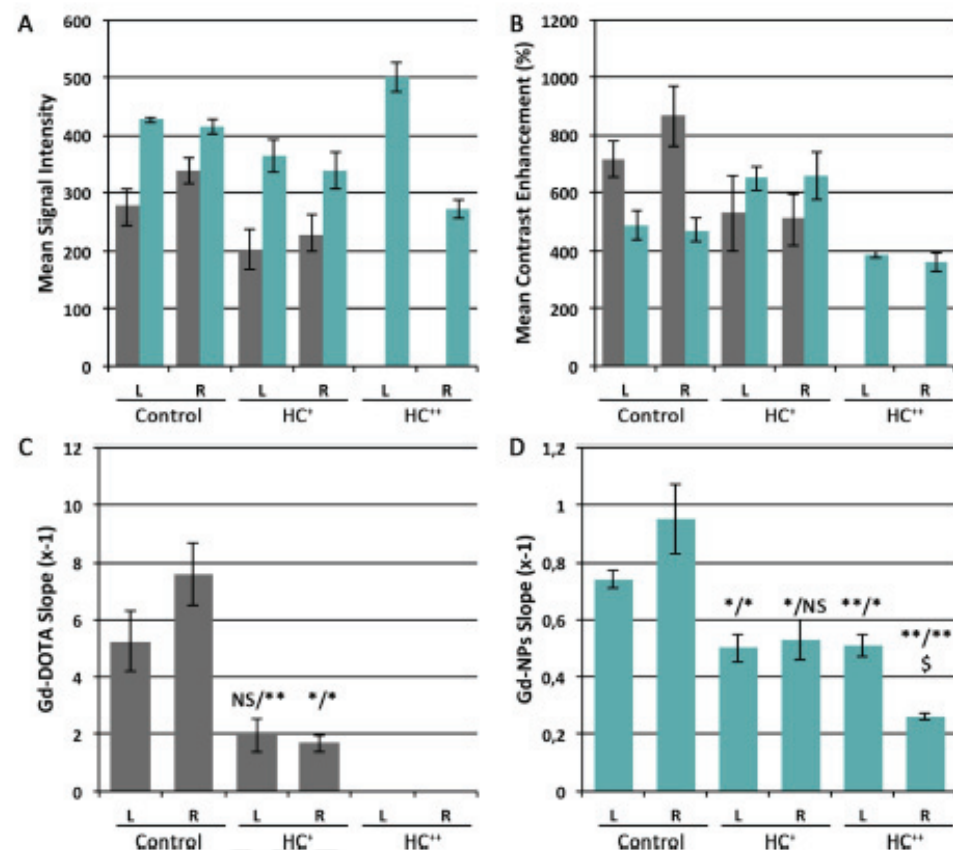 A
Mean Signal Intensity
600
500
400
300
200
100
0
L R L R L R
Control HC⁺ HC⁺⁺
B
Mean Contrast Enhancement (%)
1200
1000
800
600
400
200
0
L R L R L R
Control HC⁺ HC⁺⁺
C
Gd-DOTA Slope (x-1)
12
10
8
6
4
2
0
NS/** */*
L R L R L R
Control HC⁺ HC⁺⁺
D
Gd-NPs Slope (x-1)
1,2
1
0,8
0,6
0,4
0,2
0
*/* */NS **/* **/**
$
L R L R L R
Control HC⁺ HC⁺⁺